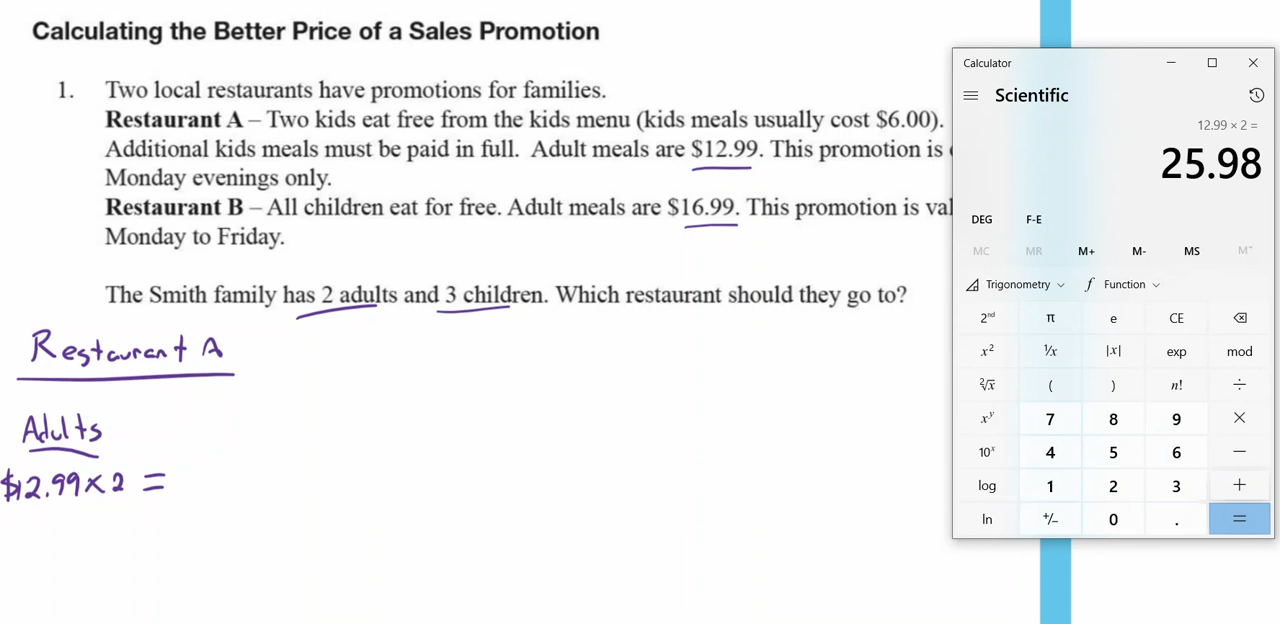 Calculating the Better Price of a Sales Promotion
1. Two local restaurants have promotions for families.
Restaurant A – Two kids eat free from the kids menu (kids meals usually cost $6.00).
Additional kids meals must be paid in full. Adult meals are $12.99. This promotion is
Monday evenings only.
Restaurant B – All children eat for free. Adult meals are $16.99. This promotion is val
Monday to Friday.
The Smith family has 2 adults and 3 children. Which restaurant should they go to?
Restaurant A
Adults
$12.99 × 2 =
Calculator
Scientific
12.99 × 2 =
25.98
DEG F-E
MC MR M+ M- MS M˅
Trigonometry f Function
2ⁿᵈ π e CE
x² ¹/x |x| exp mod
²√x ( ) n! ÷
xʸ 7 8 9 ×
10ˣ 4 5 6 −
log 1 2 3 +
ln +/− 0 . =